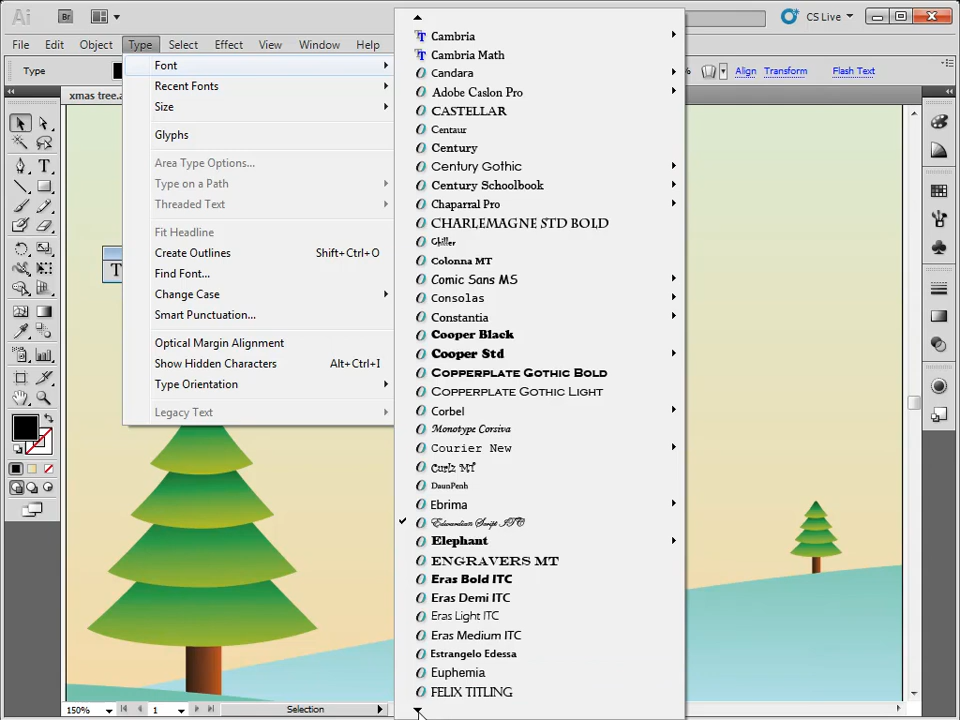 Ai Br CS Live
File Edit Object Type Select Effect View Window Help
Type % Align Transform Flash Text
xmas tree.a
Font
Recent Fonts
Size
Glyphs
Area Type Options...
Type on a Path
Threaded Text
Fit Headline
Create Outlines Shift+Ctrl+O
Find Font...
Change Case
Smart Punctuation...
Optical Margin Alignment
Show Hidden Characters Alt+Ctrl+I
Type Orientation
Legacy Text
Cambria
Cambria Math
Candara
Adobe Caslon Pro
CASTELLAR
Centaur
Century
Century Gothic
Century Schoolbook
Chaparral Pro
CHARLEMAGNE STD BOLD
Chiller
Colonna MT
Comic Sans MS
Consolas
Constantia
Cooper Black
Cooper Std
Copperplate Gothic Bold
Copperplate Gothic Light
Corbel
Monotype Corsiva
Courier New
Curlz MT
DaunPenh
Ebrima
Edwardian Script ITC
Elephant
ENGRAVERS MT
Eras Bold ITC
Eras Demi ITC
Eras Light ITC
Eras Medium ITC
Estrangelo Edessa
Euphemia
FELIX TITLING
150% 1 Selection